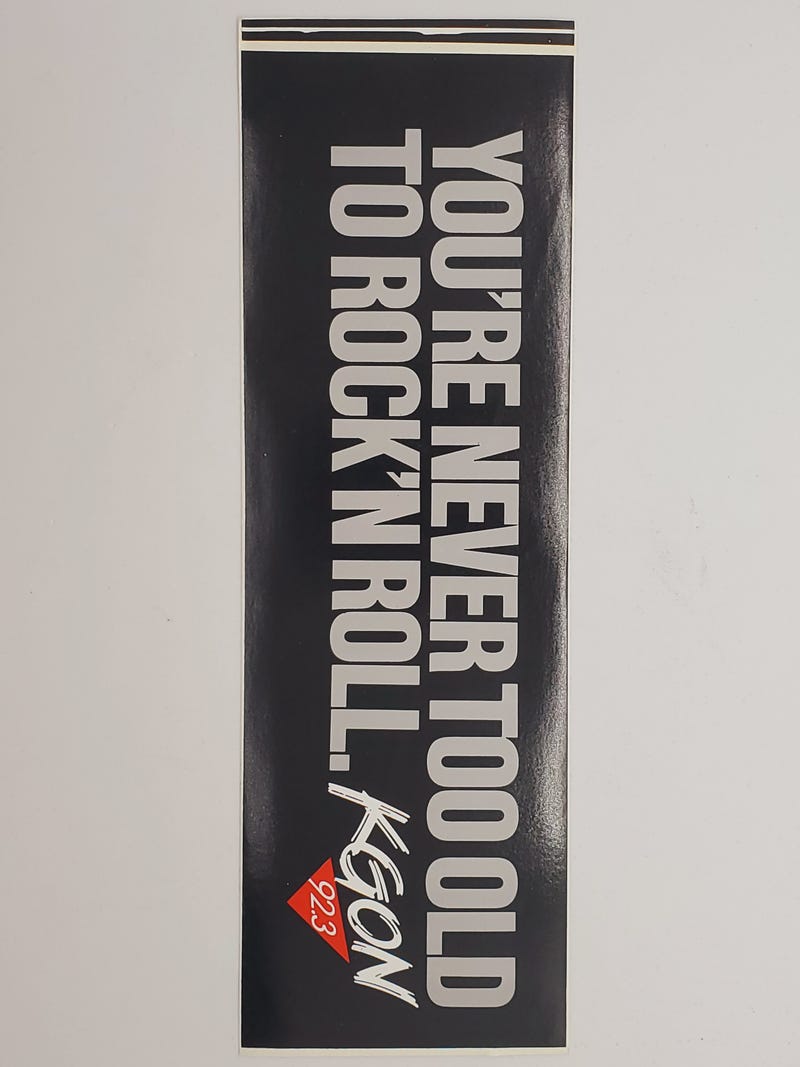 YOU'RE NEVER TOO OLD
TO ROCK'N ROLL.
KGON
92.3